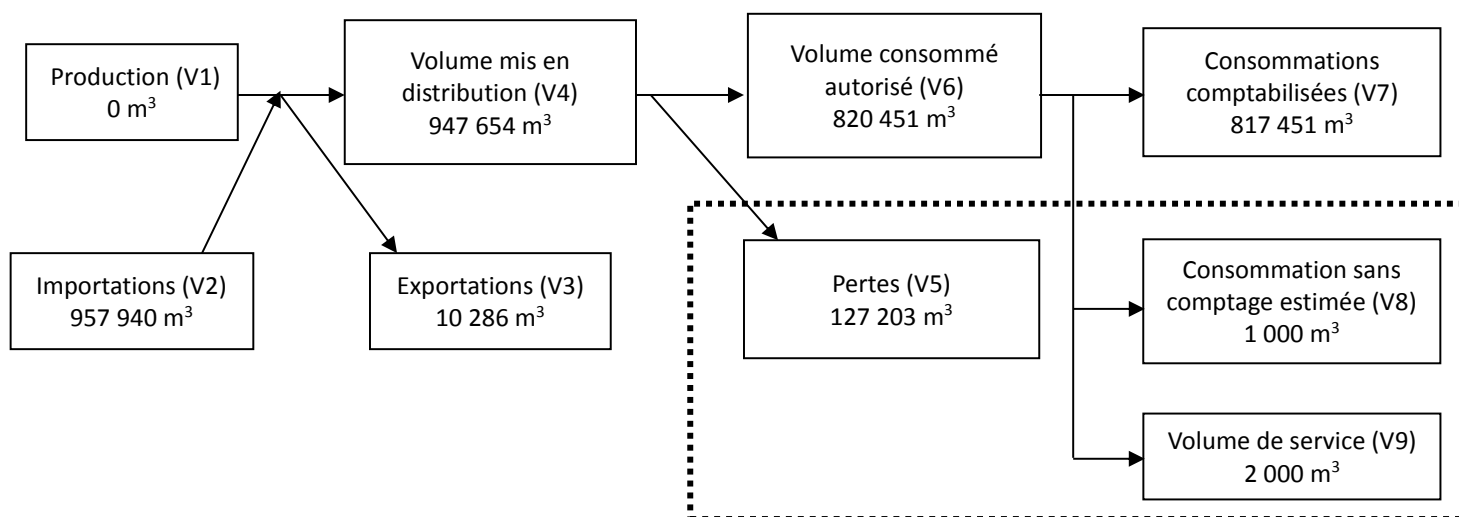 Production (V1)
0 m³
Volume mis en
distribution (V4)
947 654 m³
Volume consommé
autorisé (V6)
820 451 m³
Consommations
comptabilisées (V7)
817 451 m³
Importations (V2)
957 940 m³
Exportations (V3)
10 286 m³
Pertes (V5)
127 203 m³
Consommation sans
comptage estimée (V8)
1 000 m³
Volume de service (V9)
2 000 m³